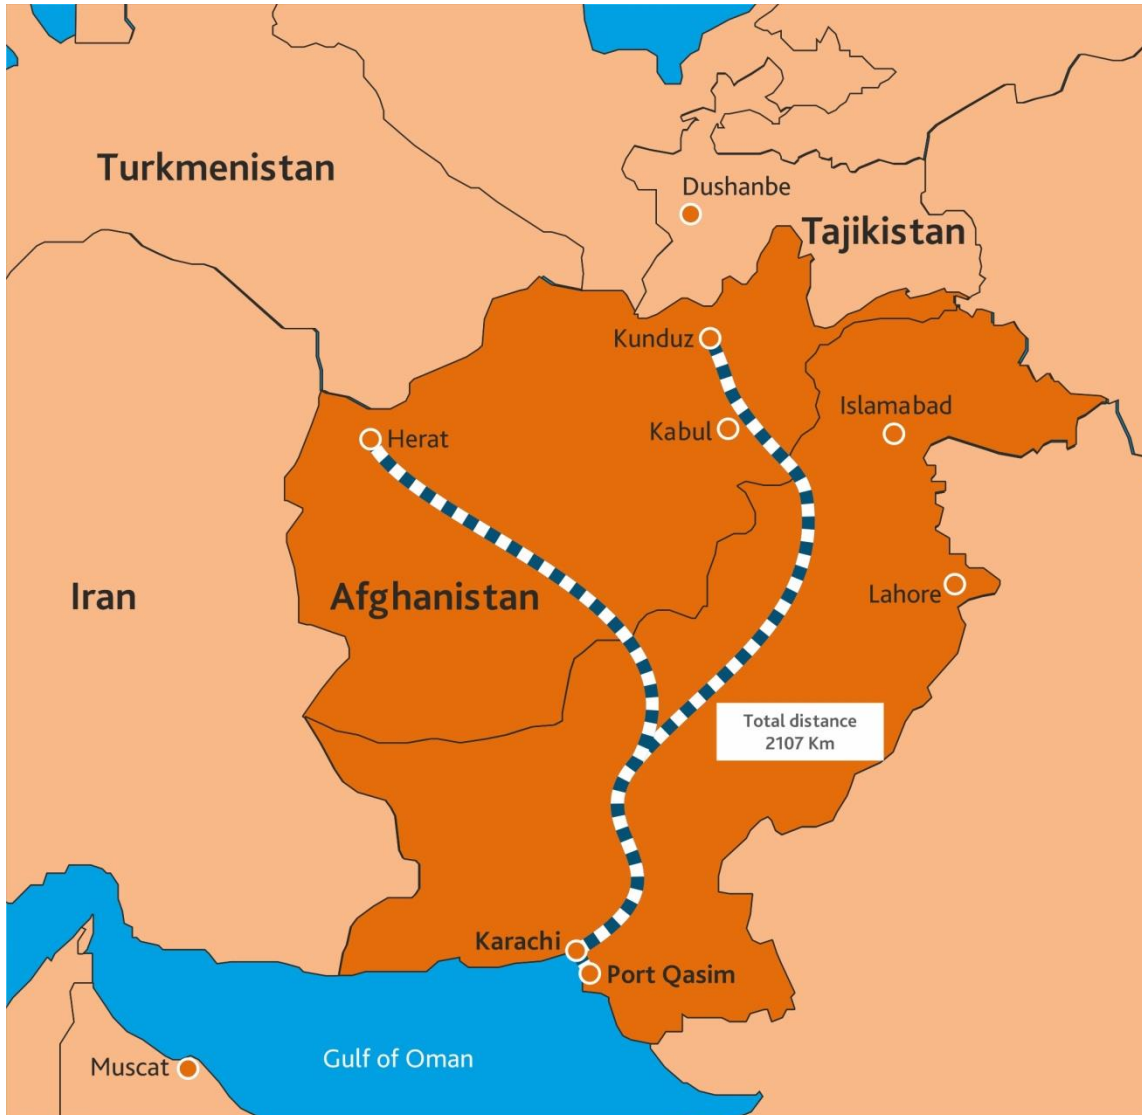 Turkmenistan
Dushanbe
Tajikistan
Kunduz
Islamabad
Herat
Kabul
Iran
Afghanistan
Lahore
Total distance
2107 Km
Karachi
Port Qasim
Gulf of Oman
Muscat